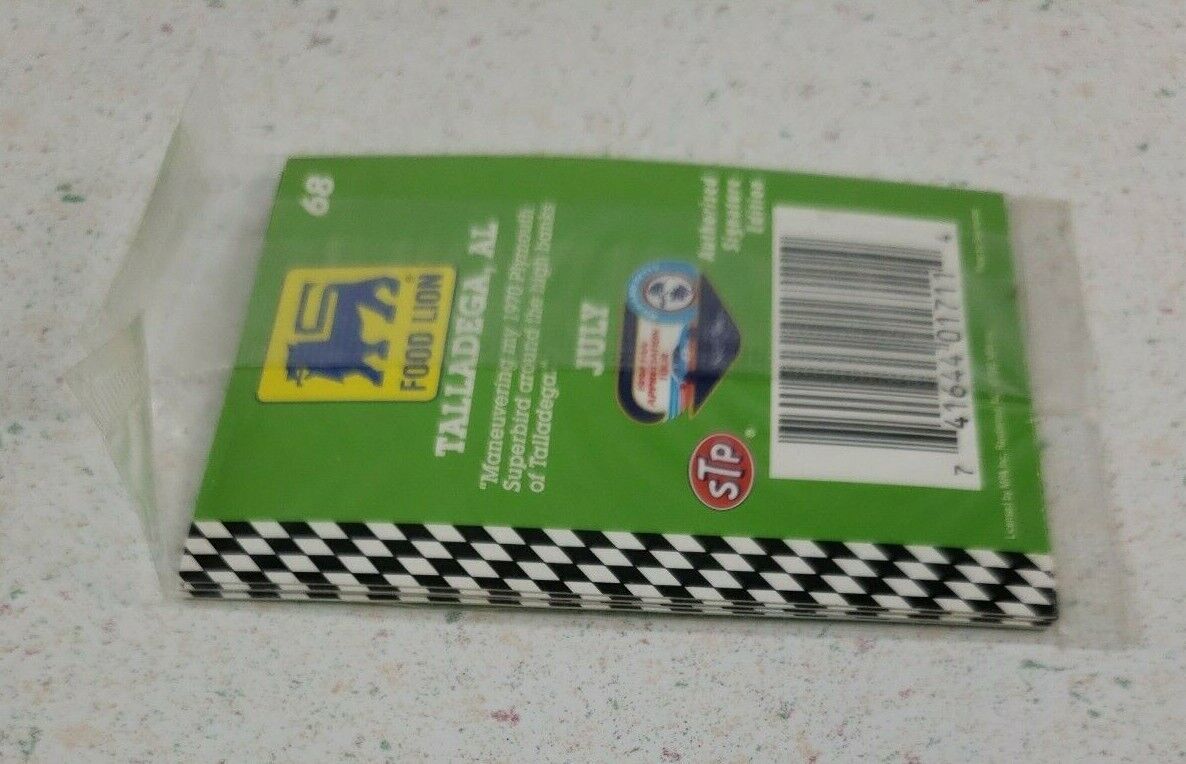 68
FOOD LION
TALLADEGA, AL
"Maneuvering my 1970 Plymouth
Superbird around the high banks
of Talladega."
JULY
APPRECIATION
Authorized
Signature
Edition
STP
7 41644 01711 4